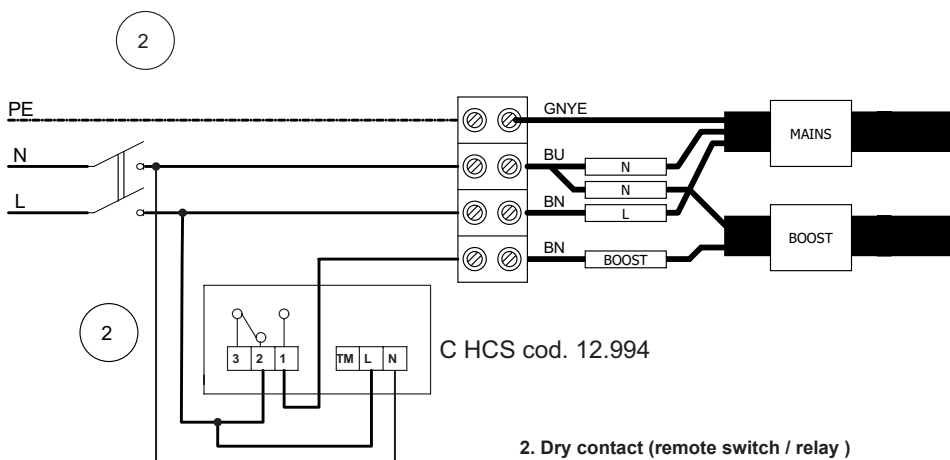 2
PE
GNYE
MAINS
N
BU
N
N
L
BN
L
BOOST
BN
BOOST
2
3 2 1
TM L N
C HCS cod. 12.994
2. Dry contact (remote switch / relay )